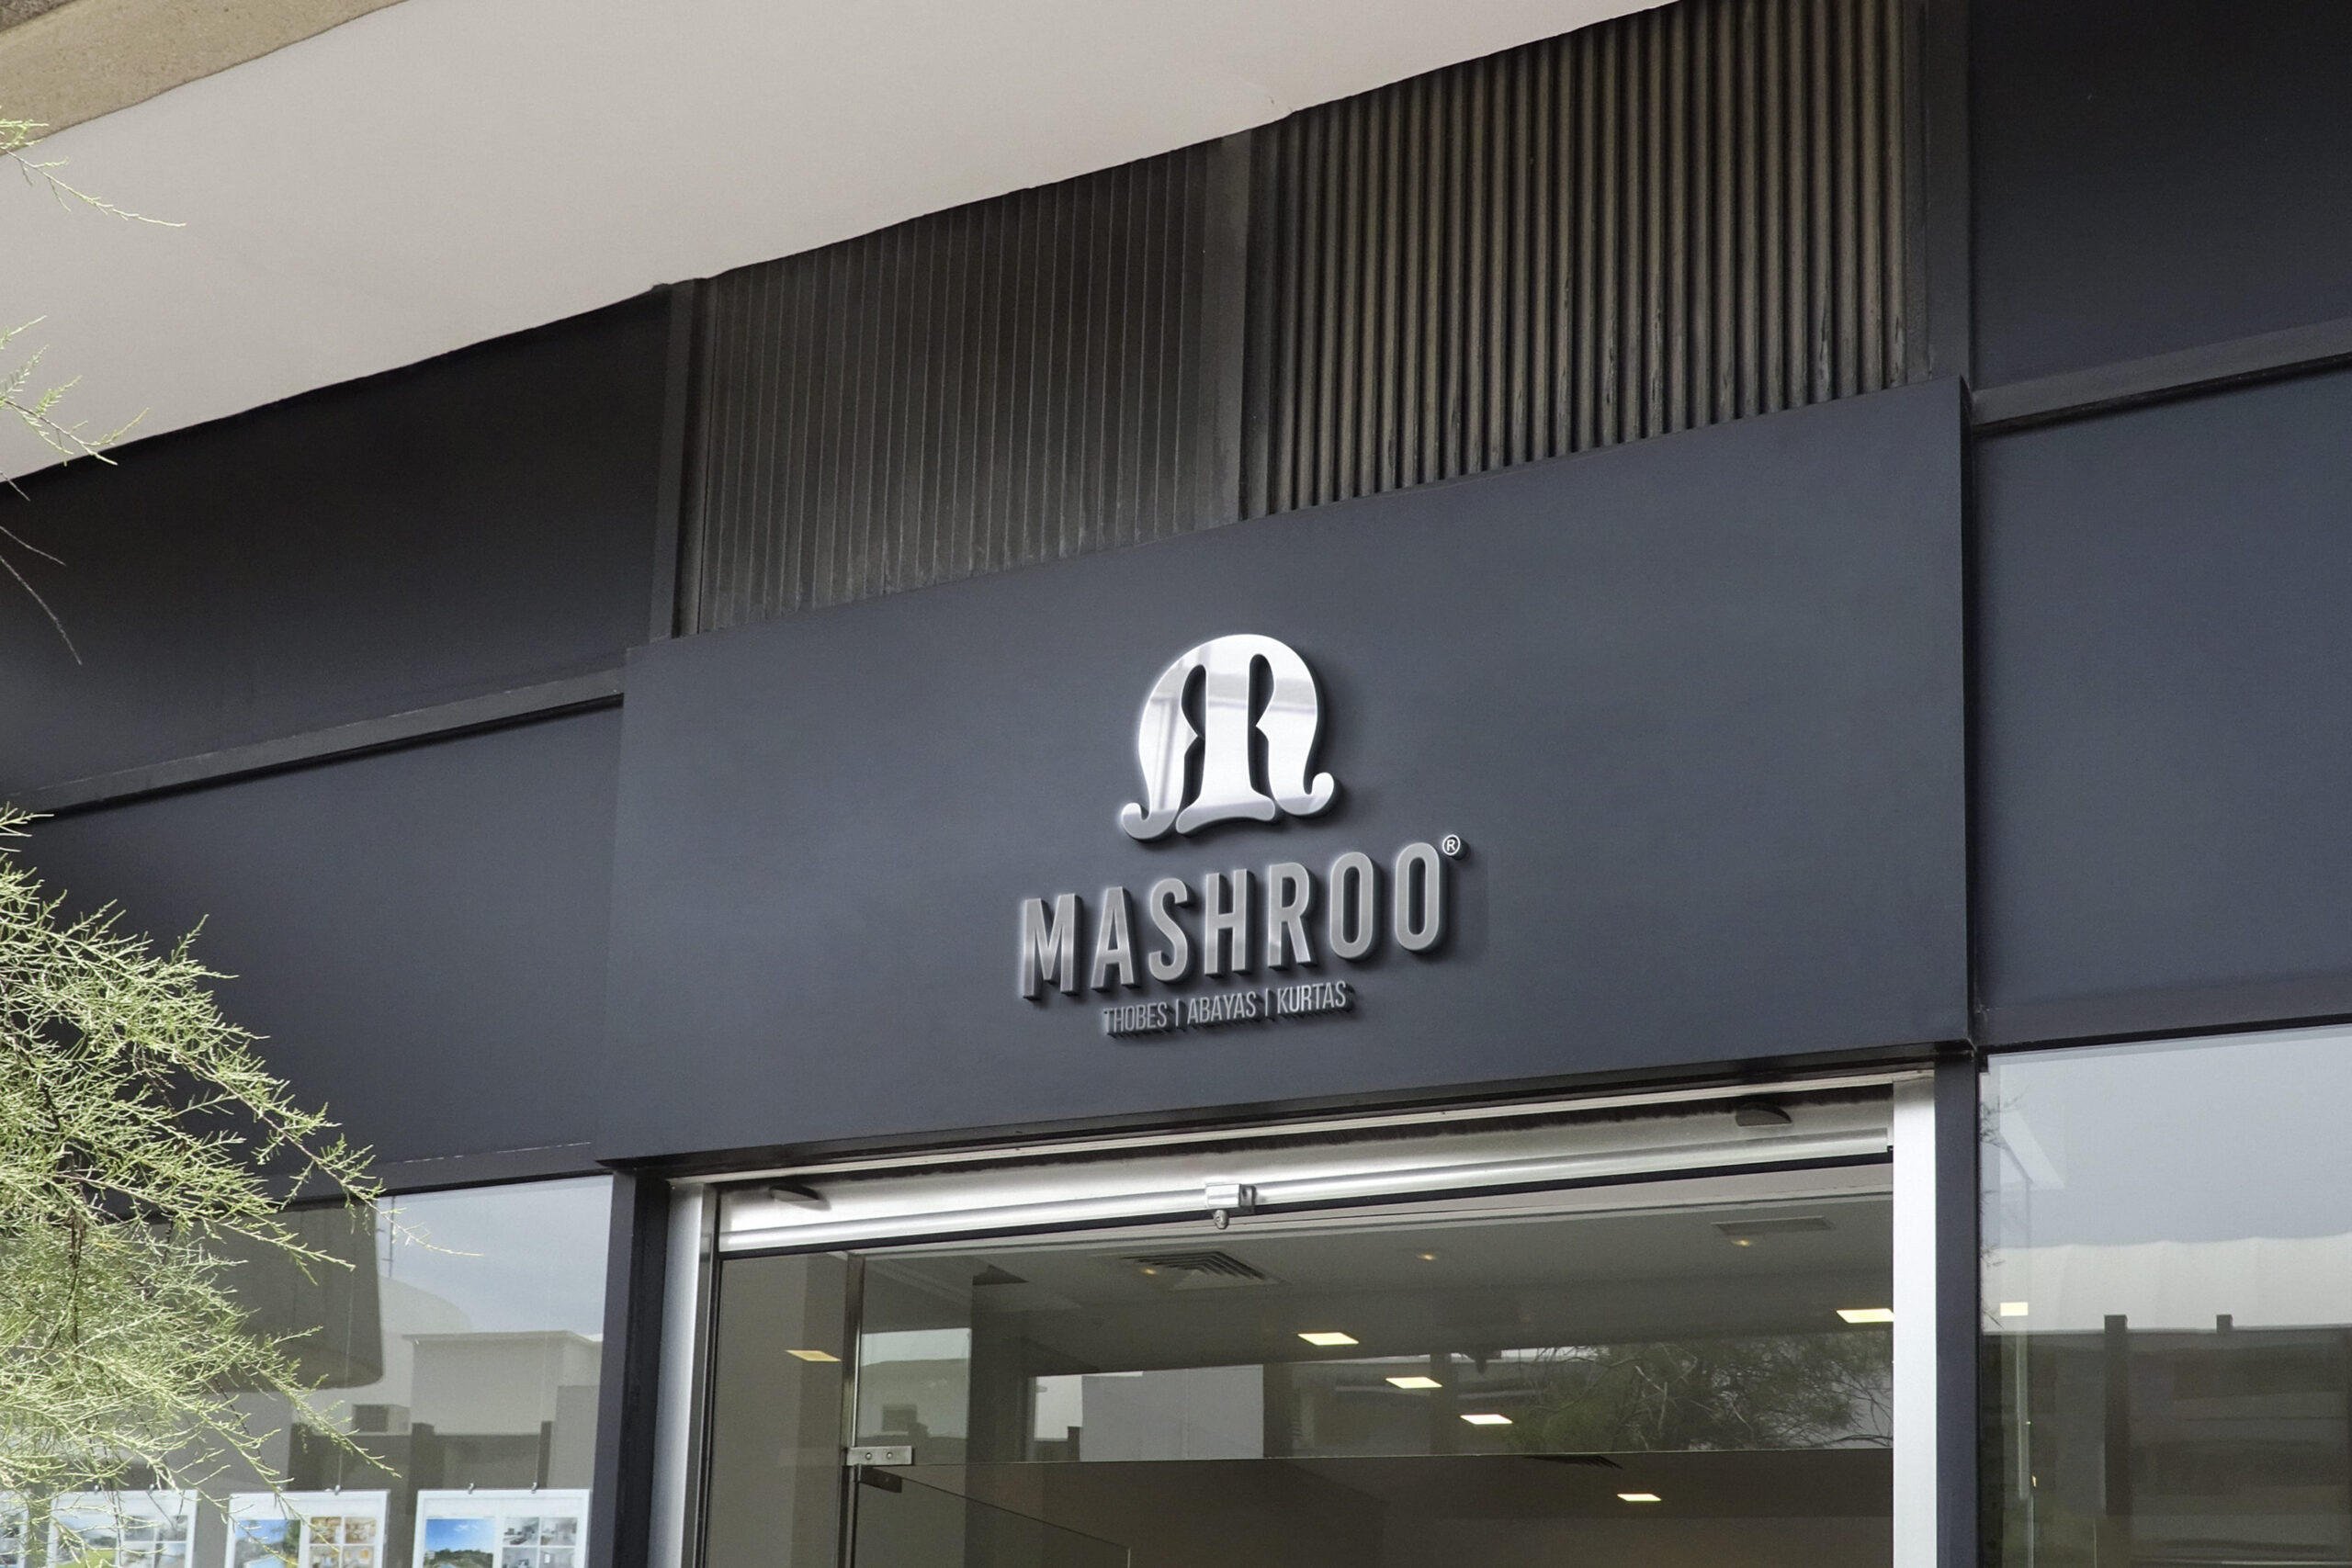 MASHROO®
THOBES | ABAYAS | KURTAS